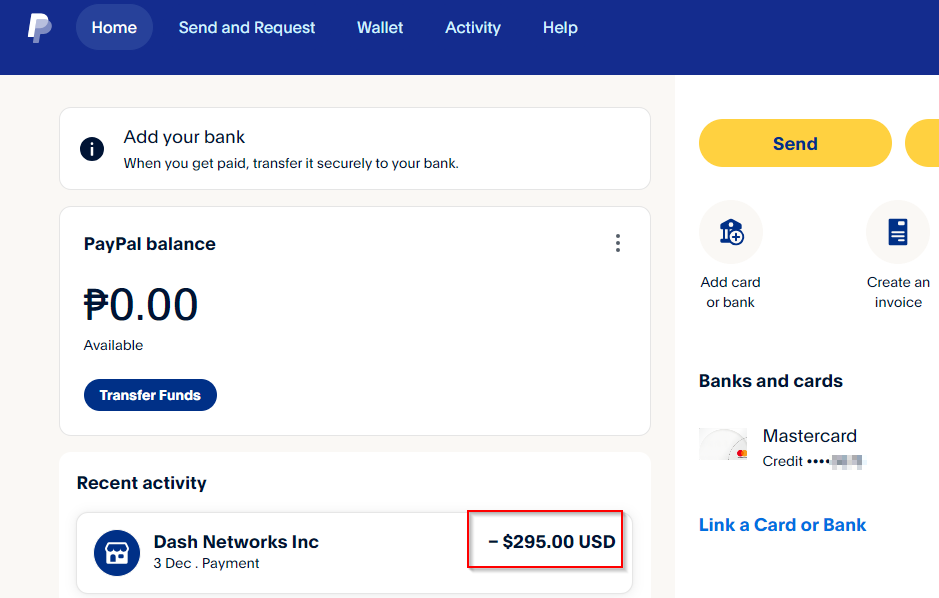 Home
Send and Request
Wallet
Activity
Help
Add your bank
When you get paid, transfer it securely to your bank.
PayPal balance
₱0.00
Available
Transfer Funds
Recent activity
Dash Networks Inc
3 Dec . Payment
− $295.00 USD
Send
Add card
or bank
Create an
invoice
Banks and cards
Mastercard
Credit ••••
Link a Card or Bank